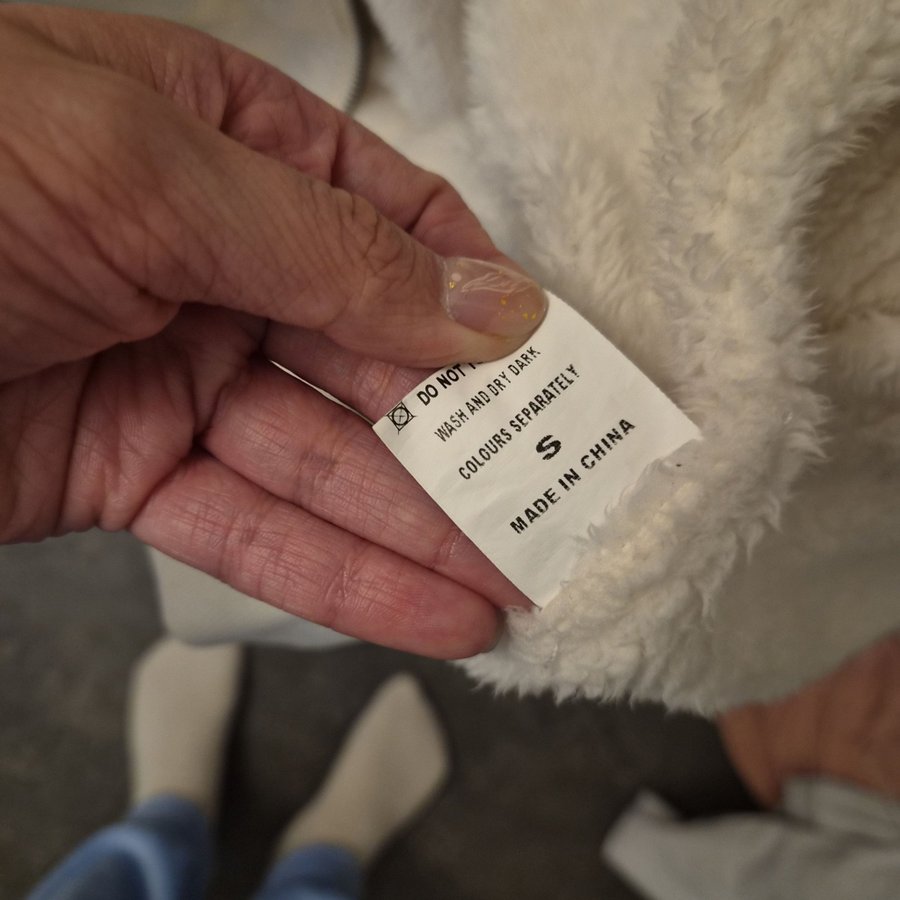 DO NOT
WASH AND DRY DARK
COLOURS SEPARATELY
S
MADE IN CHINA